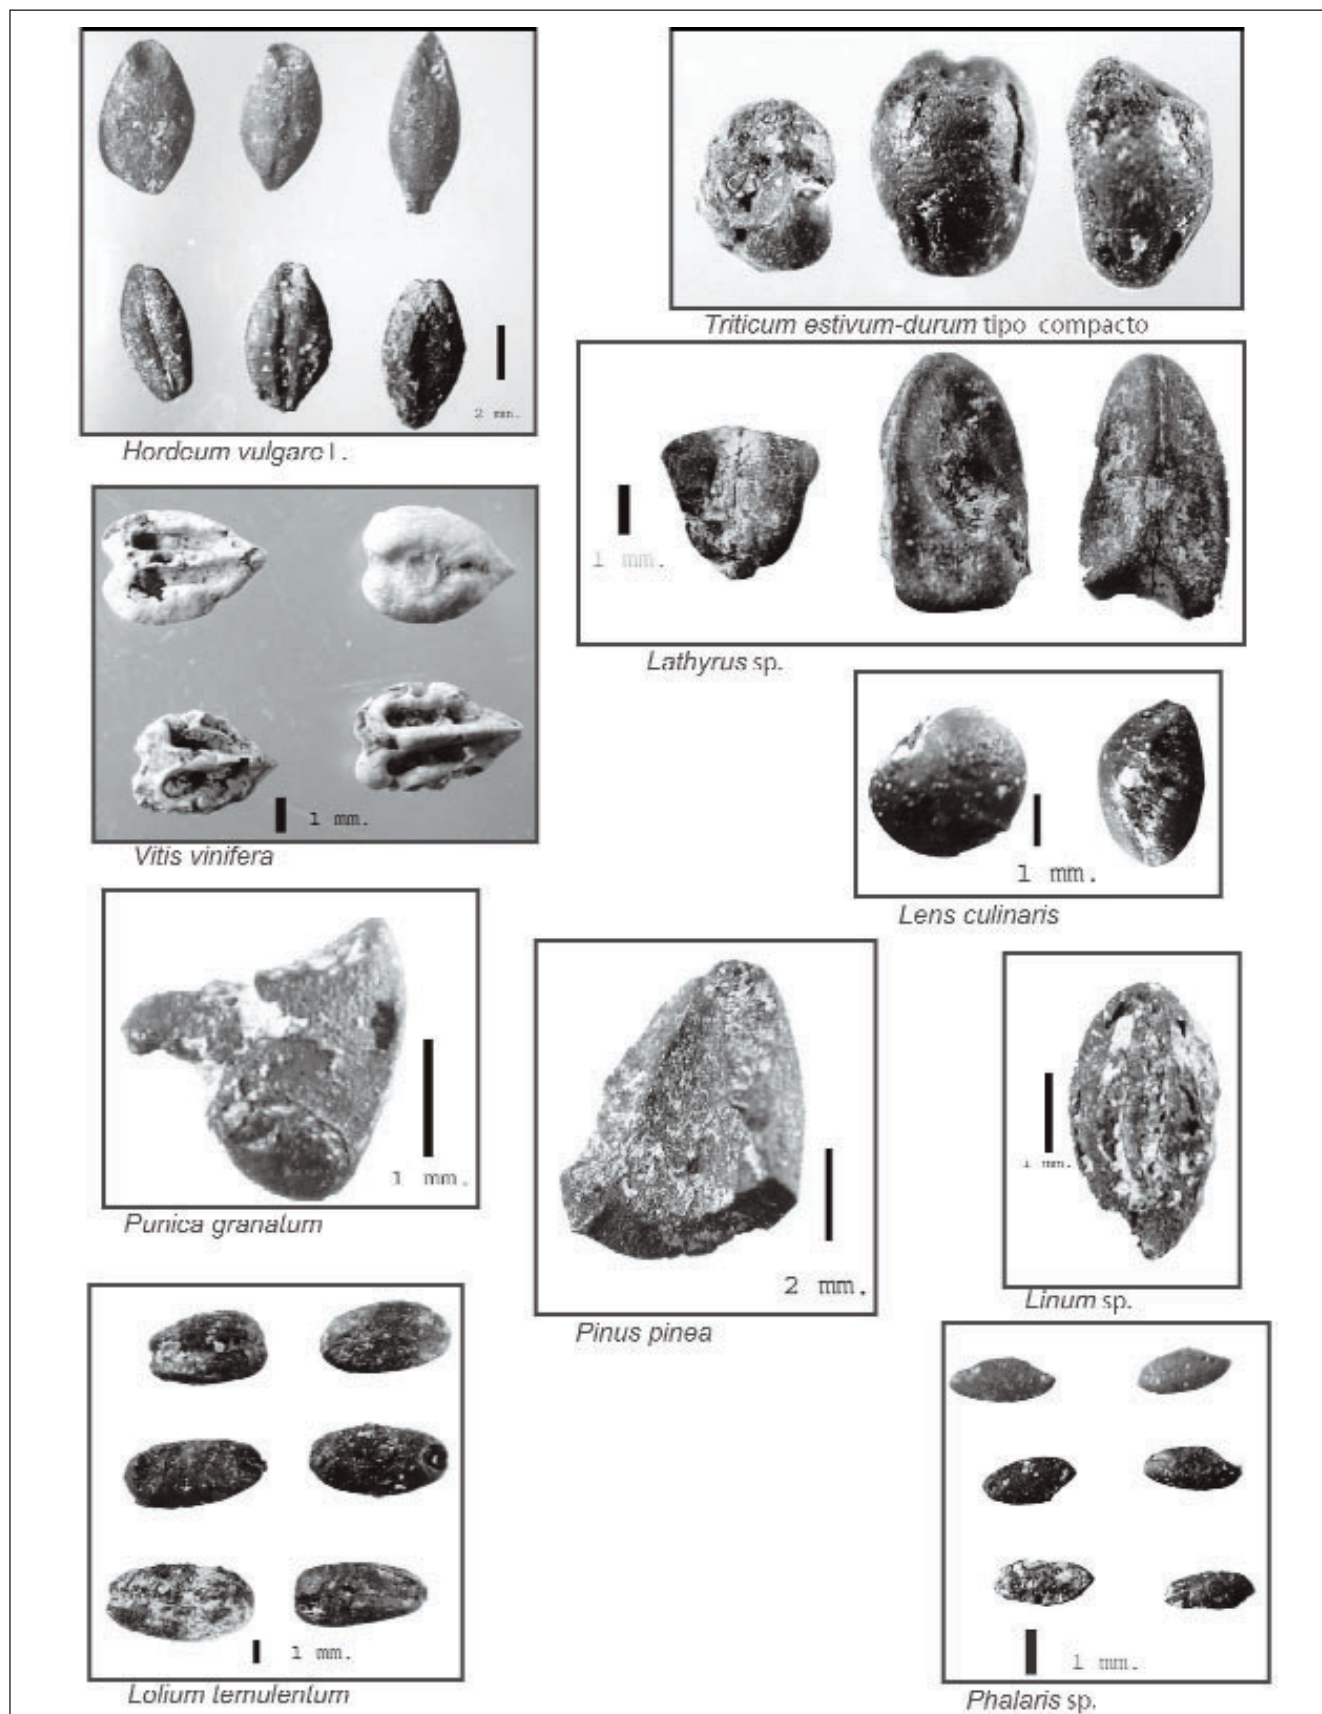 2 mm.
Hordeum vulgare l.
Triticum estivum-durum tipo compacto
1 mm.
Lathyrus sp.
1 mm.
Vitis vinifera
1 mm.
Lens culinaris
1 mm.
Punica granatum
2 mm.
Pinus pinea
1 mm.
Linum sp.
1 mm.
Lolium temulentum
1 mm.
Phalaris sp.